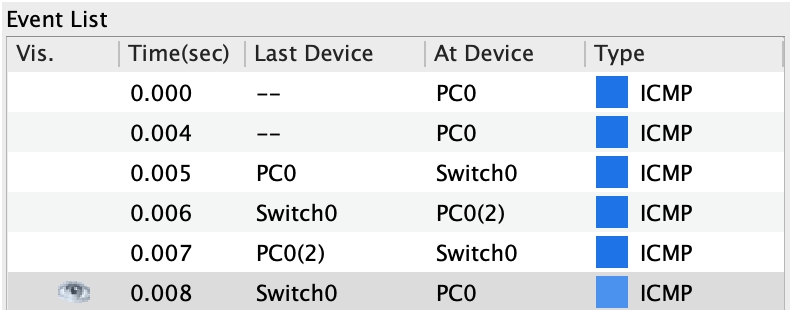 Event List
Vis. Time(sec) Last Device At Device Type
0.000 -- PC0 ICMP
0.004 -- PC0 ICMP
0.005 PC0 Switch0 ICMP
0.006 Switch0 PC0(2) ICMP
0.007 PC0(2) Switch0 ICMP
0.008 Switch0 PC0 ICMP